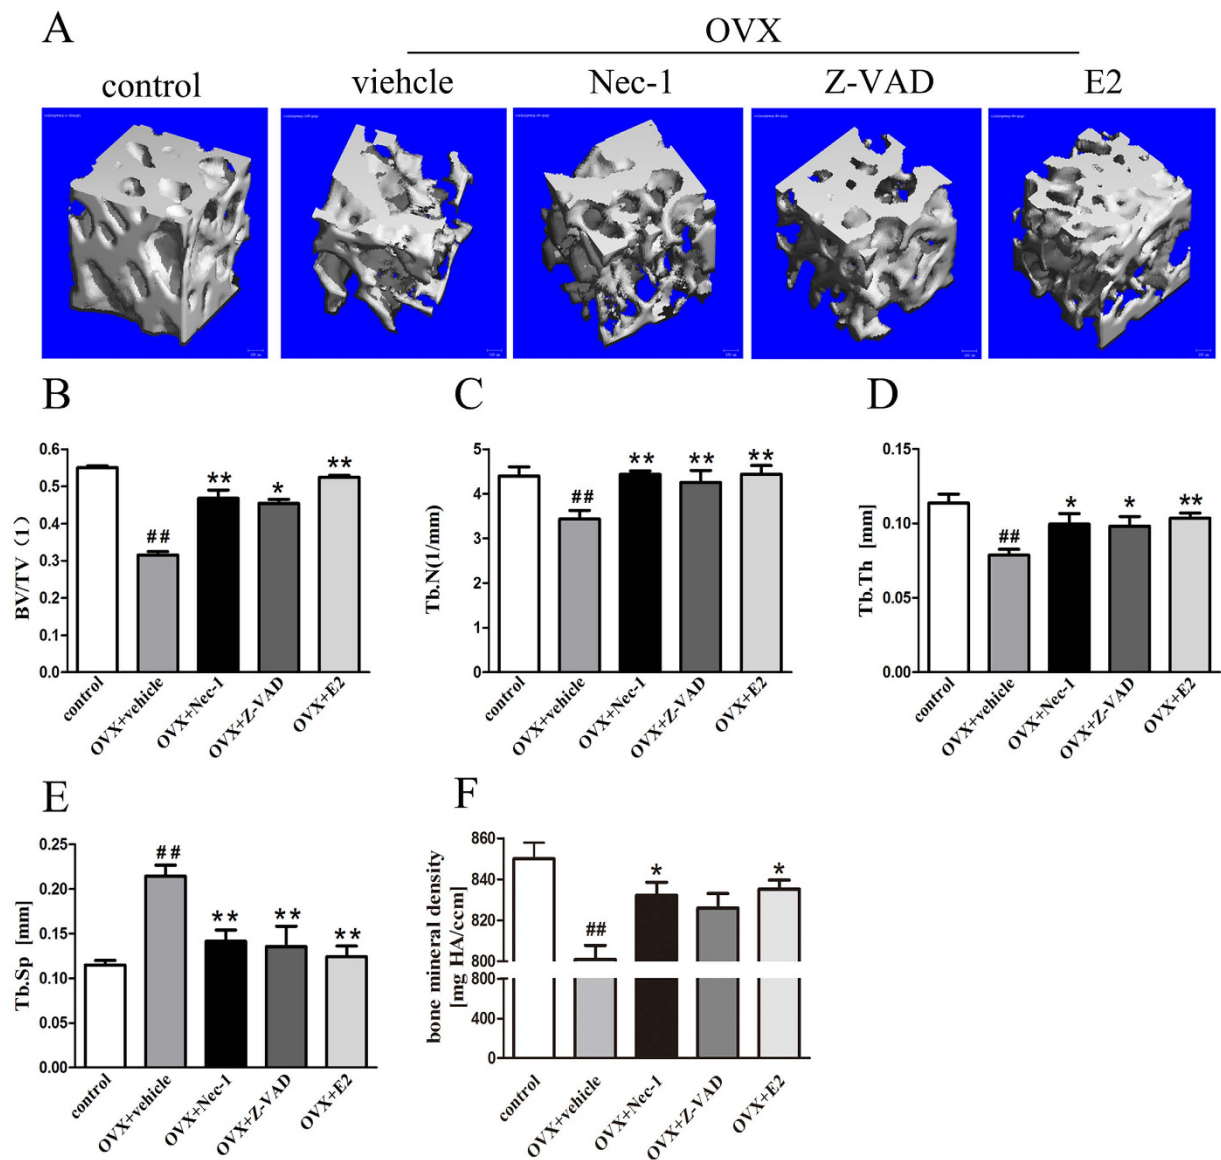 A
OVX
control
viehcle
Nec-1
Z-VAD
E2
B
C
D
0.6
0.5
0.4
0.3
0.2
0.1
0.0
BV/TV（1）
##
**
*
**
control
OVX+vehicle
OVX+Nec-1
OVX+Z-VAD
OVX+E2
5
4
3
2
1
0
Tb.N(1/mm)
##
**
**
**
control
OVX+vehicle
OVX+Nec-1
OVX+Z-VAD
OVX+E2
0.15
0.10
0.05
0.00
Tb.Th [mm]
##
*
*
**
control
OVX+vehicle
OVX+Nec-1
OVX+Z-VAD
OVX+E2
E
F
0.25
0.20
0.15
0.10
0.05
0.00
Tb.Sp [mm]
##
**
**
**
control
OVX+vehicle
OVX+Nec-1
OVX+Z-VAD
OVX+E2
860
840
820
800
800
400
0
bone mineral density
[mg HA/ccm]
##
*
*
control
OVX+vehicle
OVX+Nec-1
OVX+Z-VAD
OVX+E2